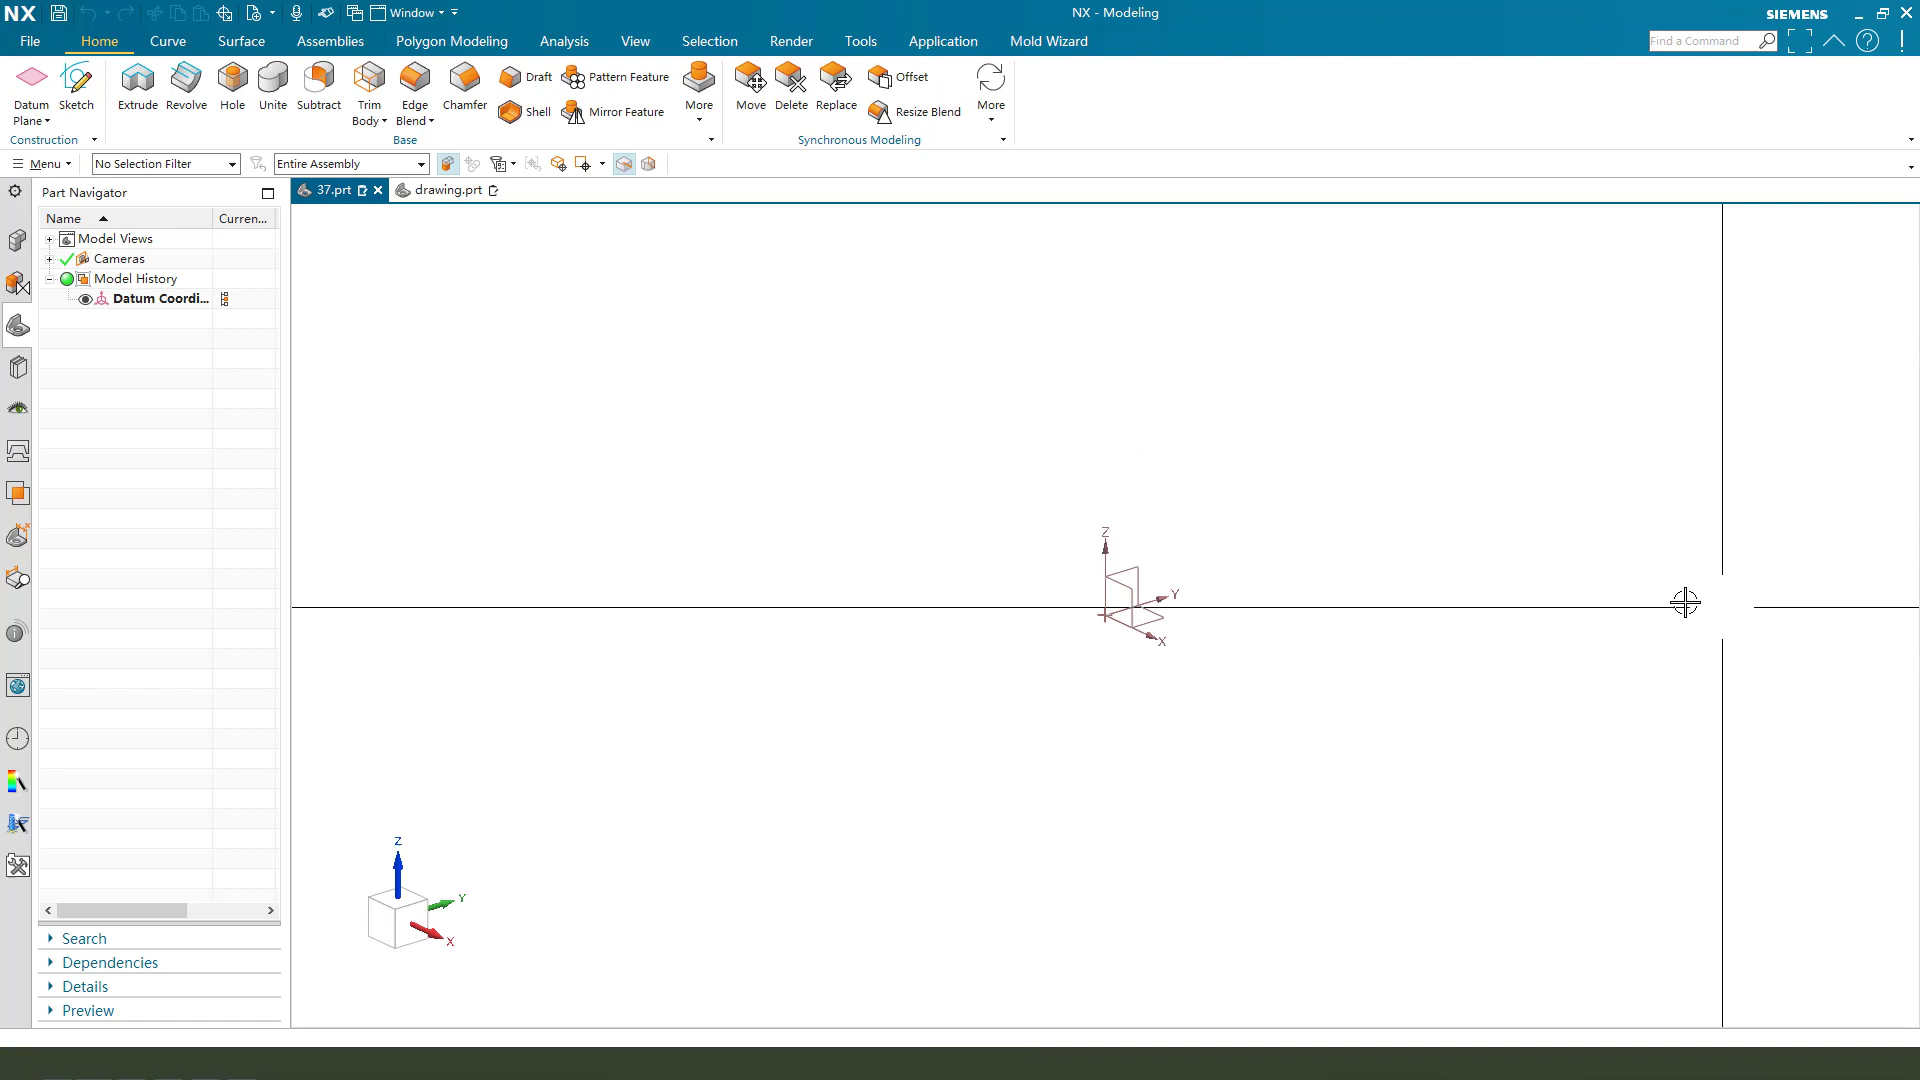 NX
Window
NX - Modeling
SIEMENS
File
Home
Curve
Surface
Assemblies
Polygon Modeling
Analysis
View
Selection
Render
Tools
Application
Mold Wizard
Find a Command
Datum Plane
Sketch
Extrude
Revolve
Hole
Unite
Subtract
Trim Body
Edge Blend
Chamfer
Draft
Shell
Pattern Feature
Mirror Feature
More
Move
Delete
Replace
Offset
Resize Blend
More
Construction
Base
Synchronous Modeling
Menu
No Selection Filter
Entire Assembly
Part Navigator
37.prt
drawing.prt
Name
Curren...
Model Views
Cameras
Model History
Datum Coordi...
Z
Y
X
Z
Y
X
Search
Dependencies
Details
Preview